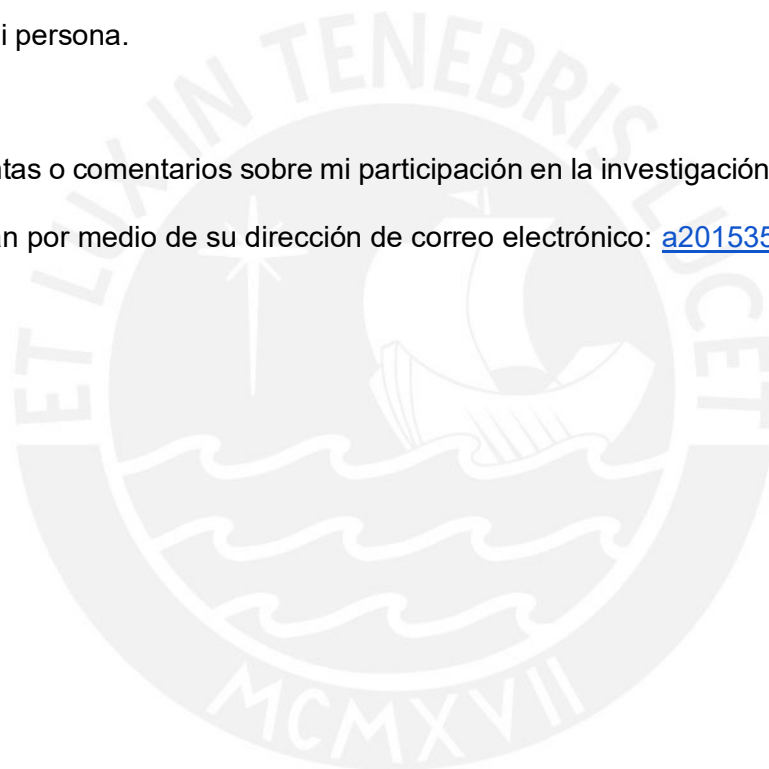 i persona.
ntas o comentarios sobre mi participación en la investigación
an por medio de su dirección de correo electrónico: a201535
ET LUX IN TENEBRIS LUCET
MCMXVII